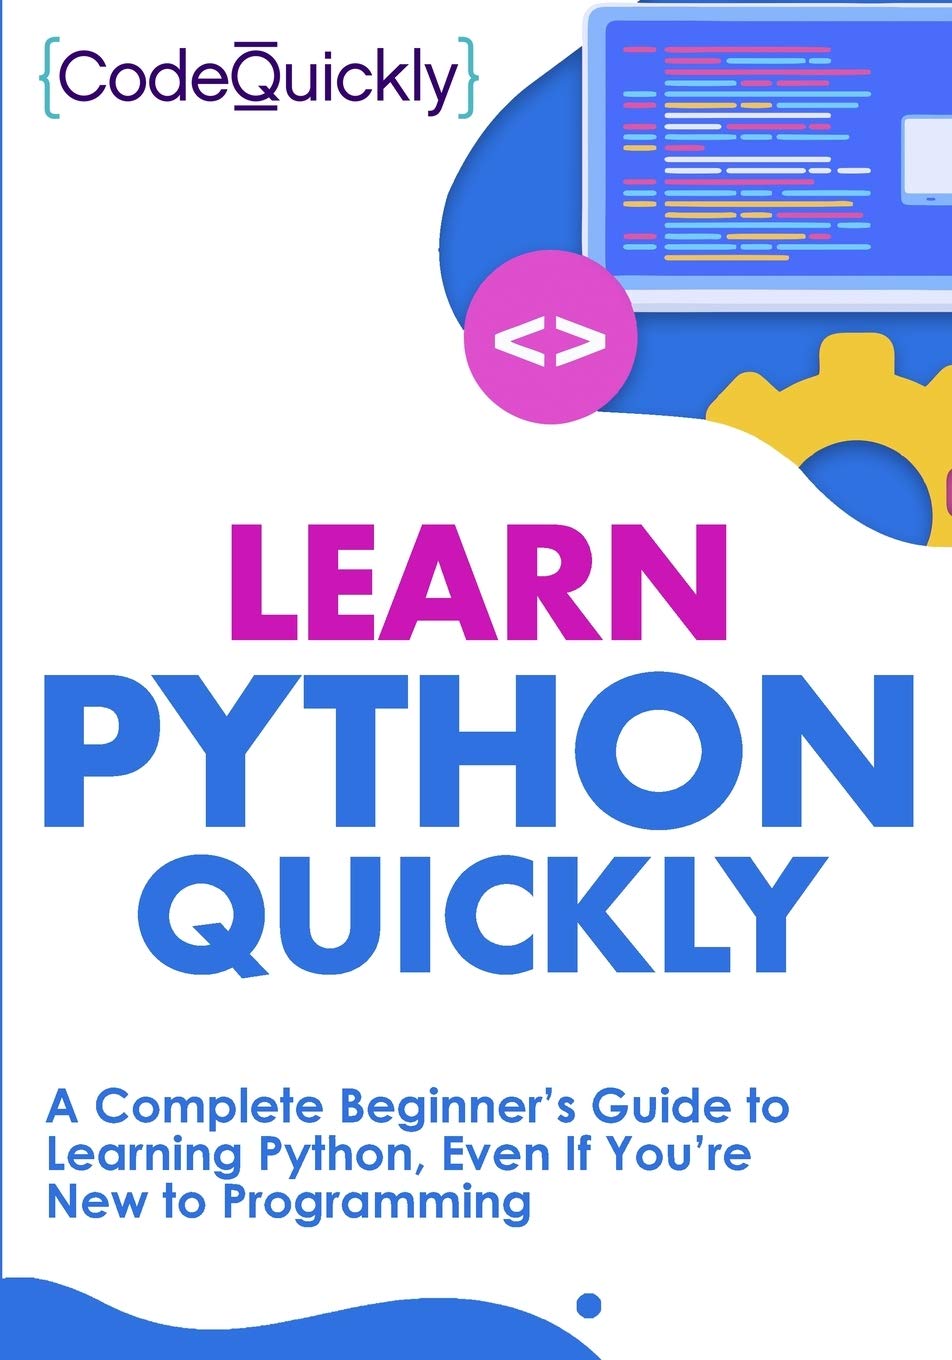 {CodeQuickly}
<>
LEARN
PYTHON
QUICKLY
A Complete Beginner’s Guide to
Learning Python, Even If You’re
New to Programming